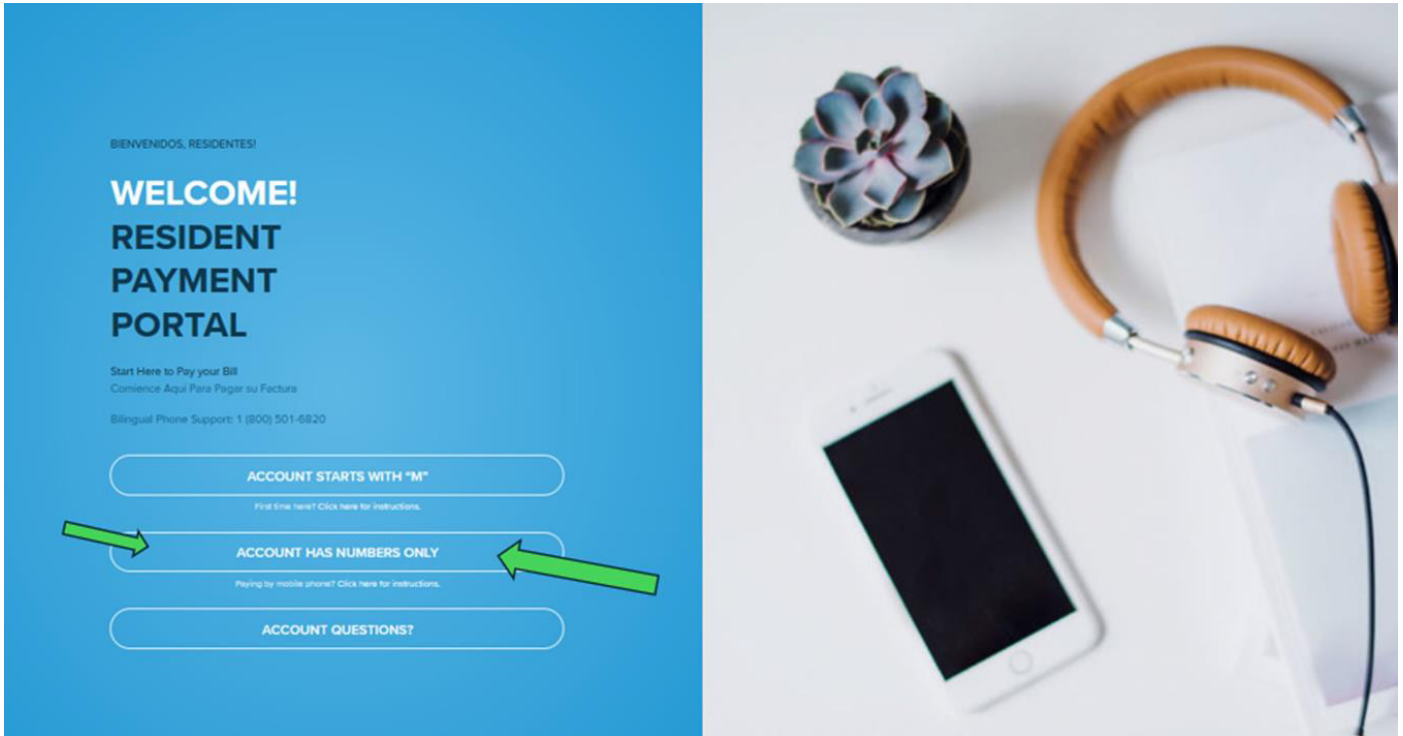 BIENVENIDOS, RESIDENTES!
WELCOME!
RESIDENT
PAYMENT
PORTAL
Start Here to Pay your Bill
Comience Aqui Para Pagar su Factura
Bilingual Phone Support: 1 (800) 501-6820
ACCOUNT STARTS WITH "M"
First time here? Click here for instructions.
ACCOUNT HAS NUMBERS ONLY
Paying by mobile phone? Click here for instructions.
ACCOUNT QUESTIONS?